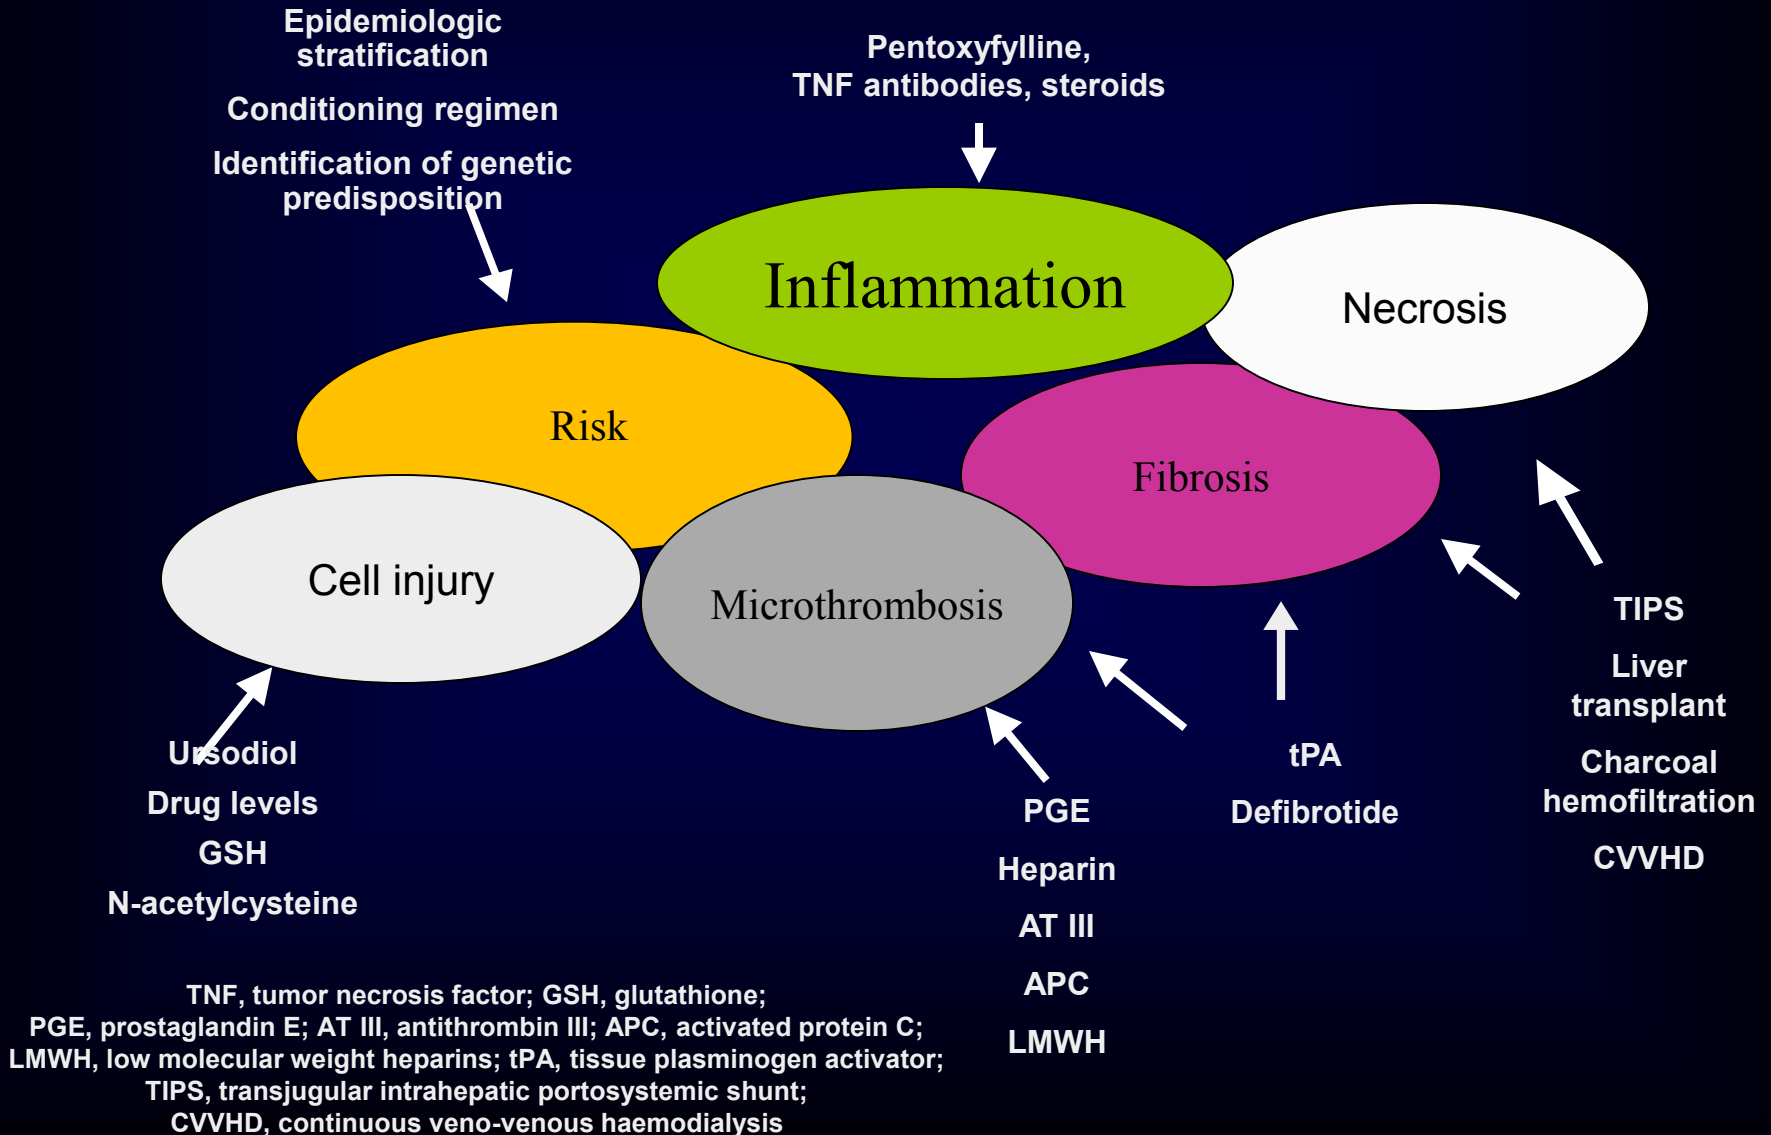 Epidemiologic
stratification
Conditioning regimen
Identification of genetic
predisposition
Pentoxyfylline,
TNF antibodies, steroids
Inflammation
Necrosis
Risk
Fibrosis
Cell injury
Microthrombosis
Ursodiol
Drug levels
GSH
N-acetylcysteine
PGE
Heparin
AT III
APC
LMWH
tPA
Defibrotide
TIPS
Liver
transplant
Charcoal
hemofiltration
CVVHD
TNF, tumor necrosis factor; GSH, glutathione;
PGE, prostaglandin E; AT III, antithrombin III; APC, activated protein C;
LMWH, low molecular weight heparins; tPA, tissue plasminogen activator;
TIPS, transjugular intrahepatic portosystemic shunt;
CVVHD, continuous veno-venous haemodialysis